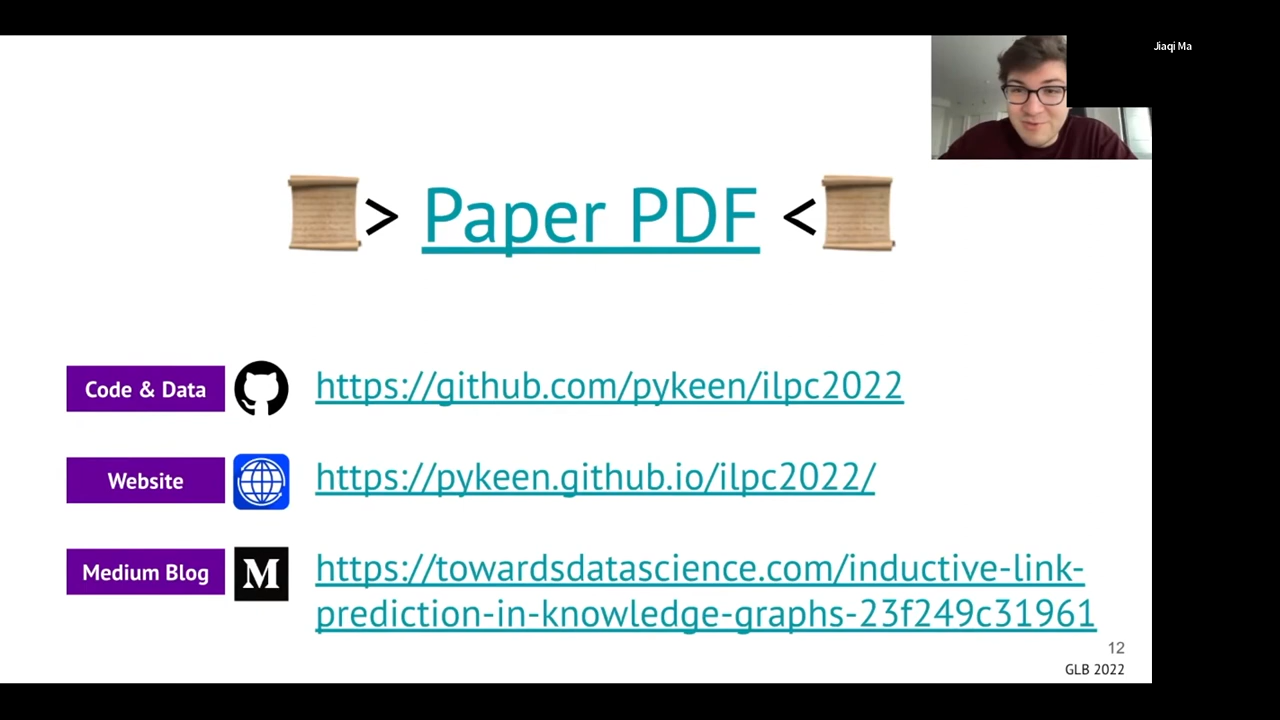 Jiaqi Ma
> Paper PDF <
Code & Data
https://github.com/pykeen/ilpc2022
Website
https://pykeen.github.io/ilpc2022/
Medium Blog
M
https://towardsdatascience.com/inductive-link-
prediction-in-knowledge-graphs-23f249c31961
12
GLB 2022